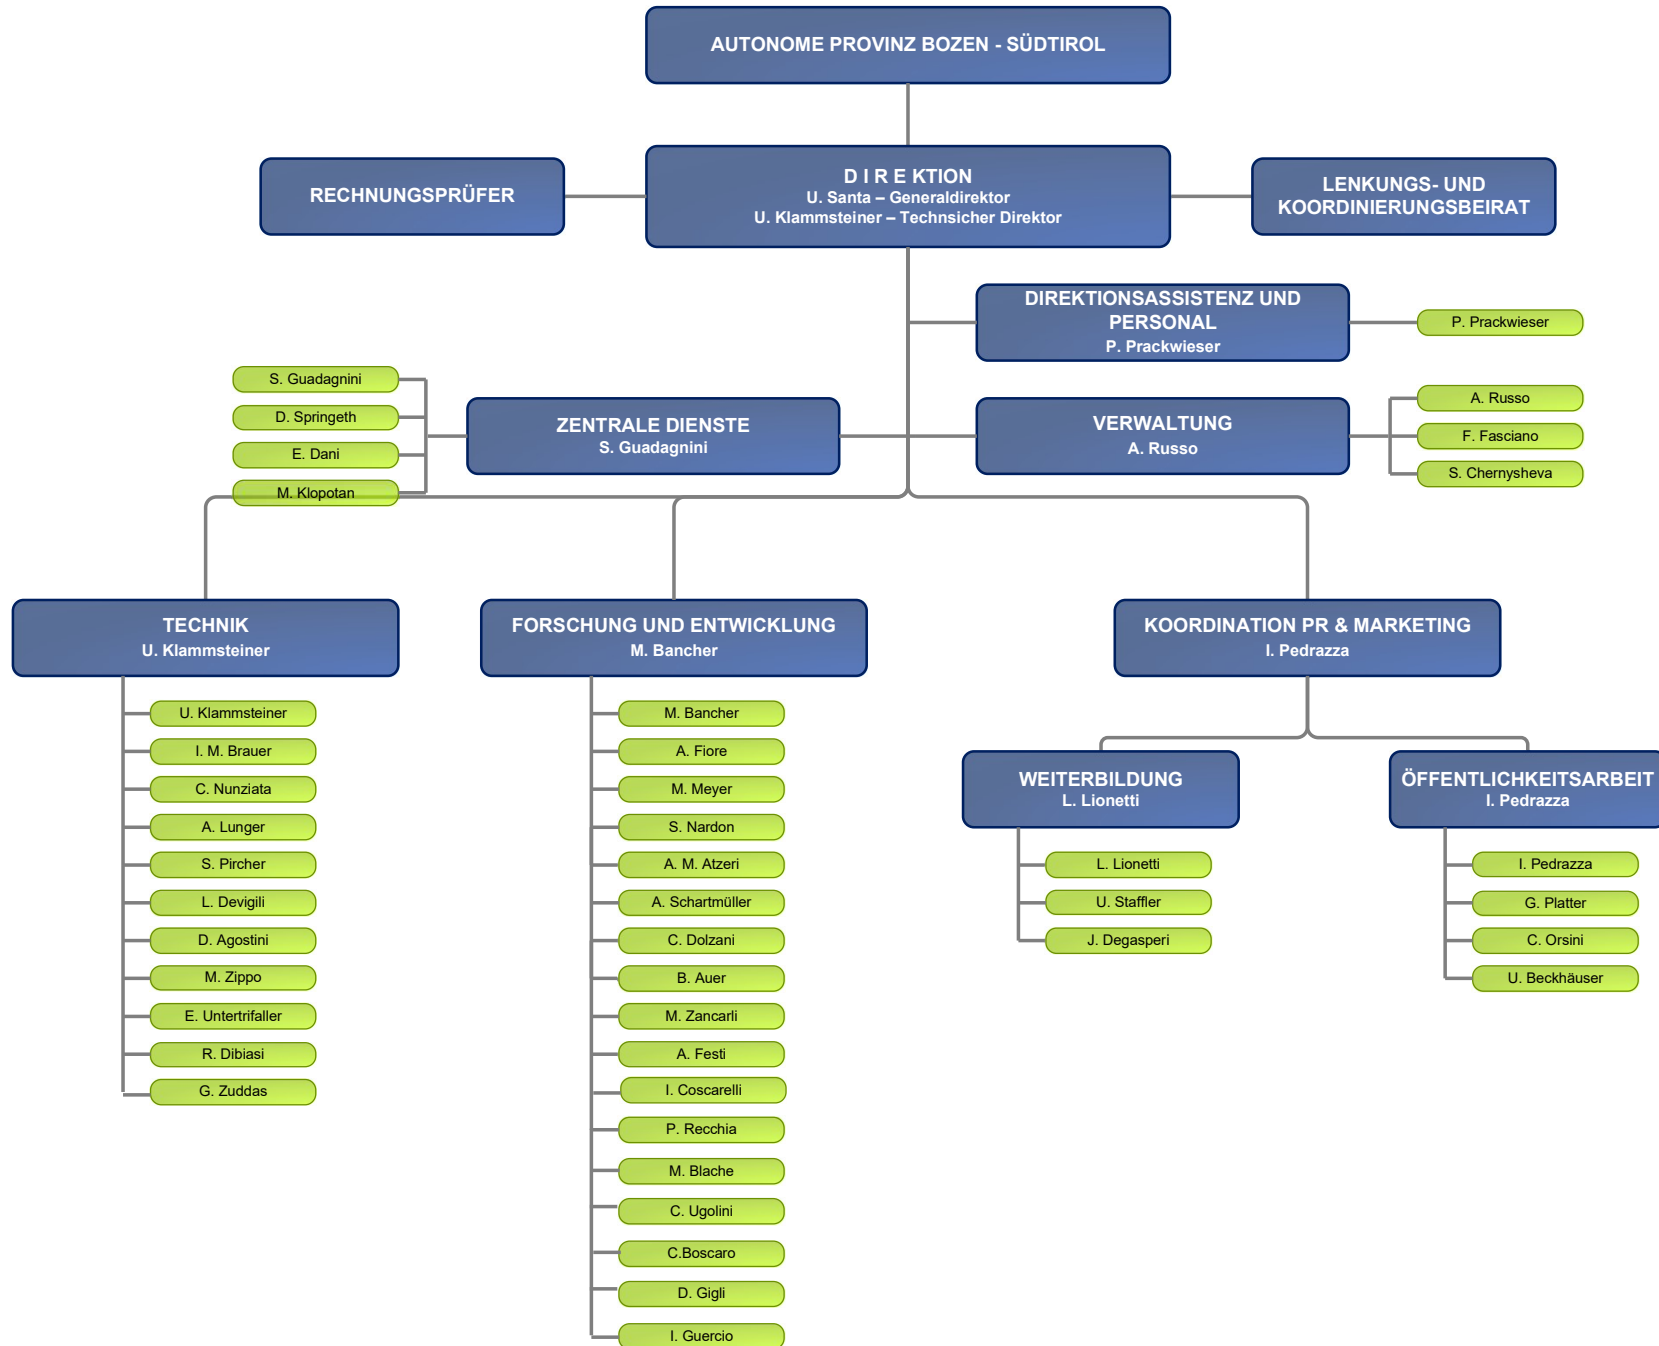 AUTONOME PROVINZ BOZEN - SÜDTIROL
RECHNUNGSPRÜFER
D I R E KTION
U. Santa – Generaldirektor
U. Klammsteiner – Technsicher Direktor
LENKUNGS- UND
KOORDINIERUNGSBEIRAT
DIREKTIONSASSISTENZ UND
PERSONAL
P. Prackwieser
P. Prackwieser
S. Guadagnini
D. Springeth
E. Dani
M. Klopotan
ZENTRALE DIENSTE
S. Guadagnini
VERWALTUNG
A. Russo
A. Russo
F. Fasciano
S. Chernysheva
TECHNIK
U. Klammsteiner
U. Klammsteiner
I. M. Brauer
C. Nunziata
A. Lunger
S. Pircher
L. Devigili
D. Agostini
M. Zippo
E. Untertrifaller
R. Dibiasi
G. Zuddas
FORSCHUNG UND ENTWICKLUNG
M. Bancher
M. Bancher
A. Fiore
M. Meyer
S. Nardon
A. M. Atzeri
A. Schartmüller
C. Dolzani
B. Auer
M. Zancarli
A. Festi
I. Coscarelli
P. Recchia
M. Blache
C. Ugolini
C.Boscaro
D. Gigli
I. Guercio
KOORDINATION PR & MARKETING
I. Pedrazza
WEITERBILDUNG
L. Lionetti
L. Lionetti
U. Staffler
J. Degasperi
ÖFFENTLICHKEITSARBEIT
I. Pedrazza
I. Pedrazza
G. Platter
C. Orsini
U. Beckhäuser